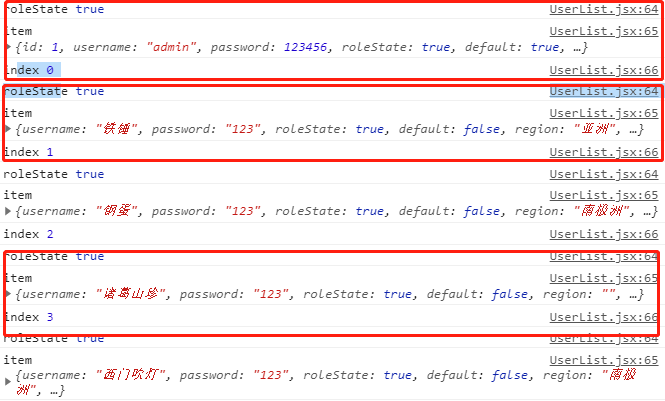 roleState true UserList.jsx:64
item UserList.jsx:65
{id: 1, username: "admin", password: 123456, roleState: true, default: true, …}
index 0 UserList.jsx:66
roleState true UserList.jsx:64
item UserList.jsx:65
{username: "铁锤", password: "123", roleState: true, default: false, region: "亚洲", …}
index 1 UserList.jsx:66
roleState true UserList.jsx:64
item UserList.jsx:65
{username: "钢蛋", password: "123", roleState: true, default: false, region: "南极洲", …}
index 2 UserList.jsx:66
roleState true UserList.jsx:64
item UserList.jsx:65
{username: "诸葛山珍", password: "123", roleState: true, default: false, region: "", …}
index 3 UserList.jsx:66
roleState true UserList.jsx:64
item UserList.jsx:65
{username: "西门吹灯", password: "123", roleState: true, default: false, region: "南极
洲", …}